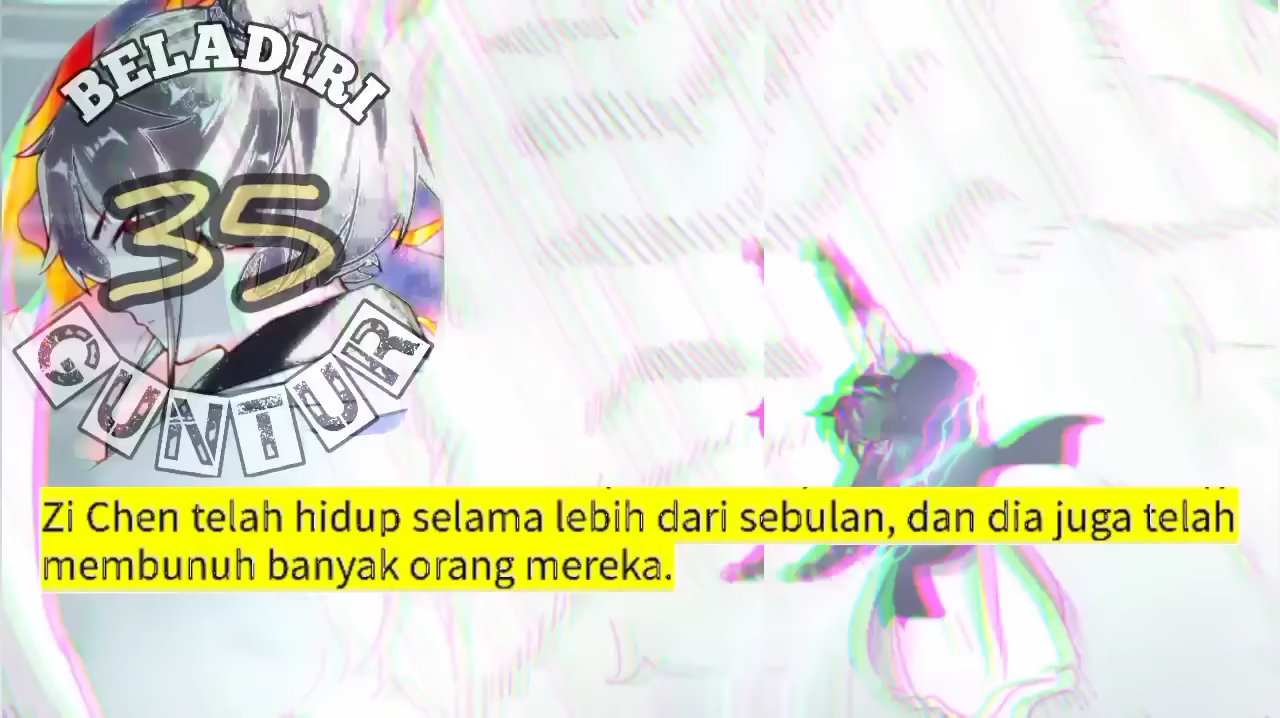 BELADIRI
35
GUNTUR
Zi Chen telah hidup selama lebih dari sebulan, dan dia juga telah
membunuh banyak orang mereka.